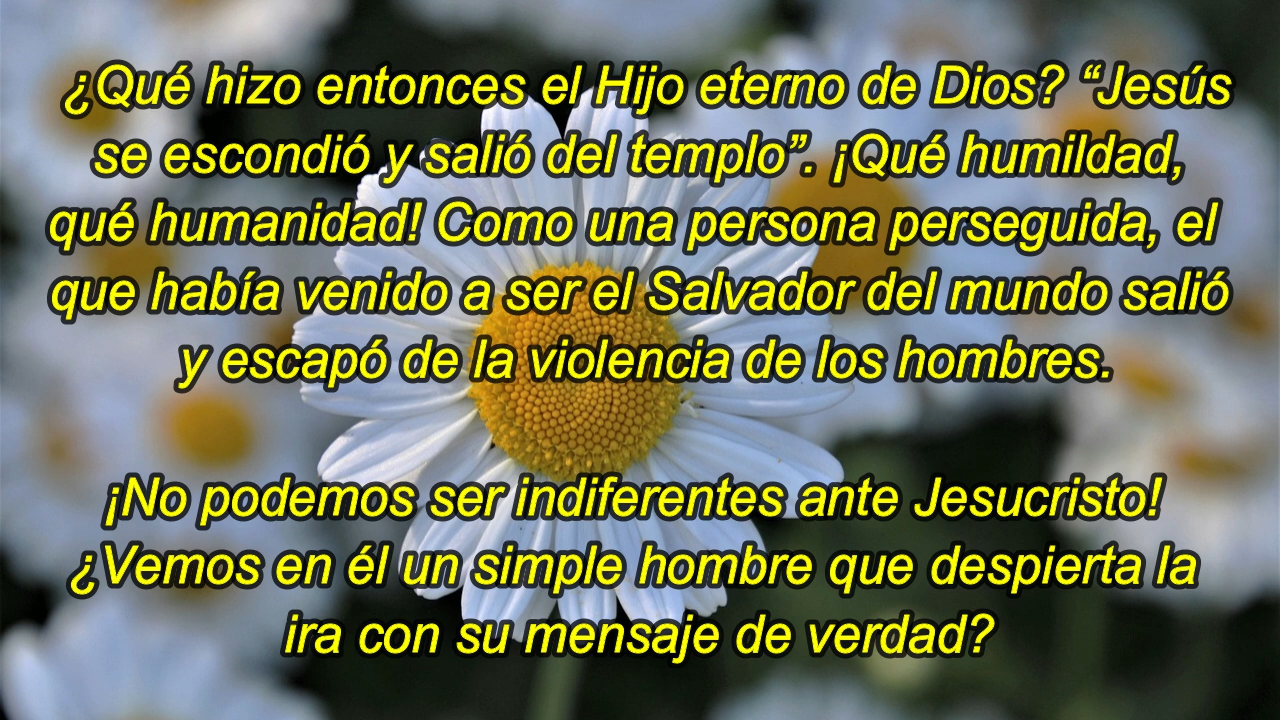 ¿Qué hizo entonces el Hijo eterno de Dios? “Jesús
se escondió y salió del templo”. ¡Qué humildad,
qué humanidad! Como una persona perseguida, el
que había venido a ser el Salvador del mundo salió
y escapó de la violencia de los hombres.
¡No podemos ser indiferentes ante Jesucristo!
¿Vemos en él un simple hombre que despierta la
ira con su mensaje de verdad?